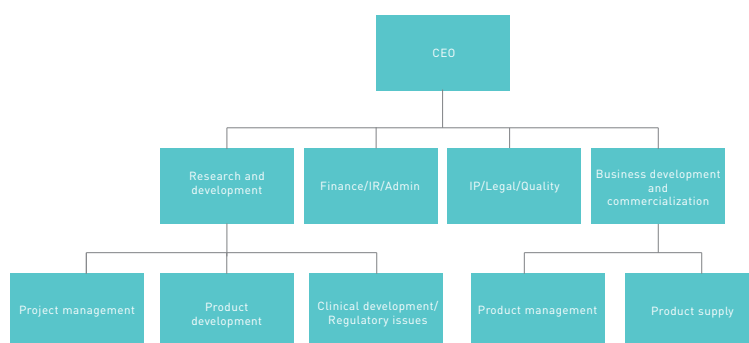 CEO
Research and
development
Finance/IR/Admin
IP/Legal/Quality
Business development
and
commercialization
Project management
Product
development
Clinical development/
Regulatory issues
Product management
Product supply